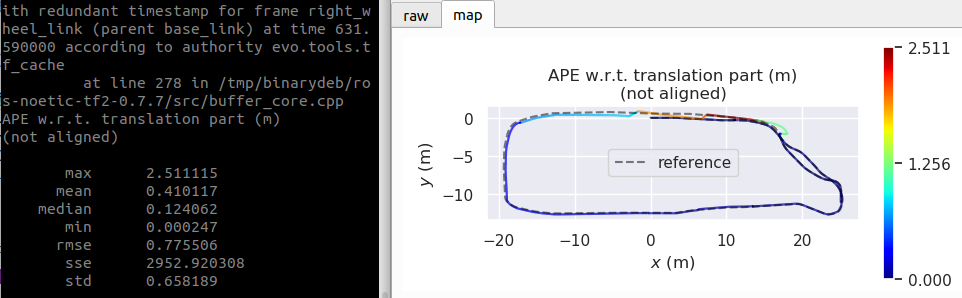 ith redundant timestamp for frame right_w
heel_link (parent base_link) at time 631.
590000 according to authority evo.tools.t
f_cache
at line 278 in /tmp/binarydeb/ro
s-noetic-tf2-0.7.7/src/buffer_core.cpp
APE w.r.t. translation part (m)
(not aligned)
max 2.511115
mean 0.410117
median 0.124062
min 0.000247
rmse 0.775506
sse 2952.920308
std 0.658189
raw map
APE w.r.t. translation part (m)
(not aligned)
0
−5
−10
y (m)
reference
−20 −10 0 10 20
x (m)
2.511
1.256
0.000